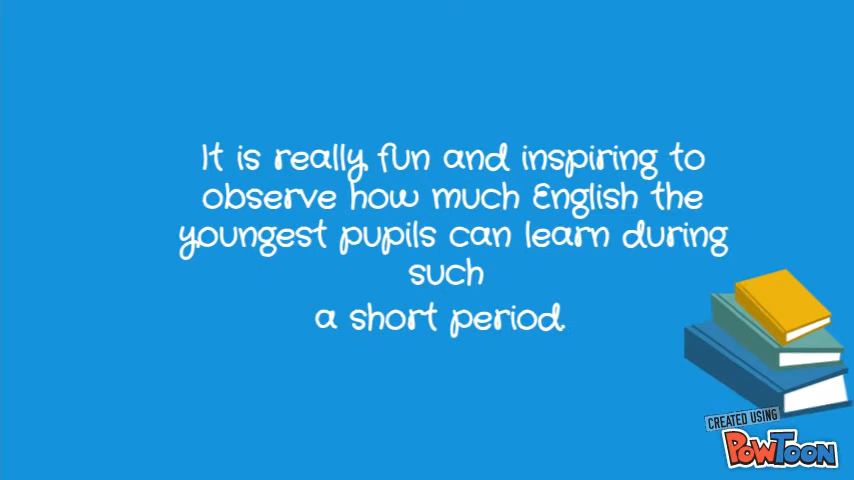 It is really fun and inspiring to
observe how much English the
youngest pupils can learn during
such
a short period.
CREATED USING
POWTOON